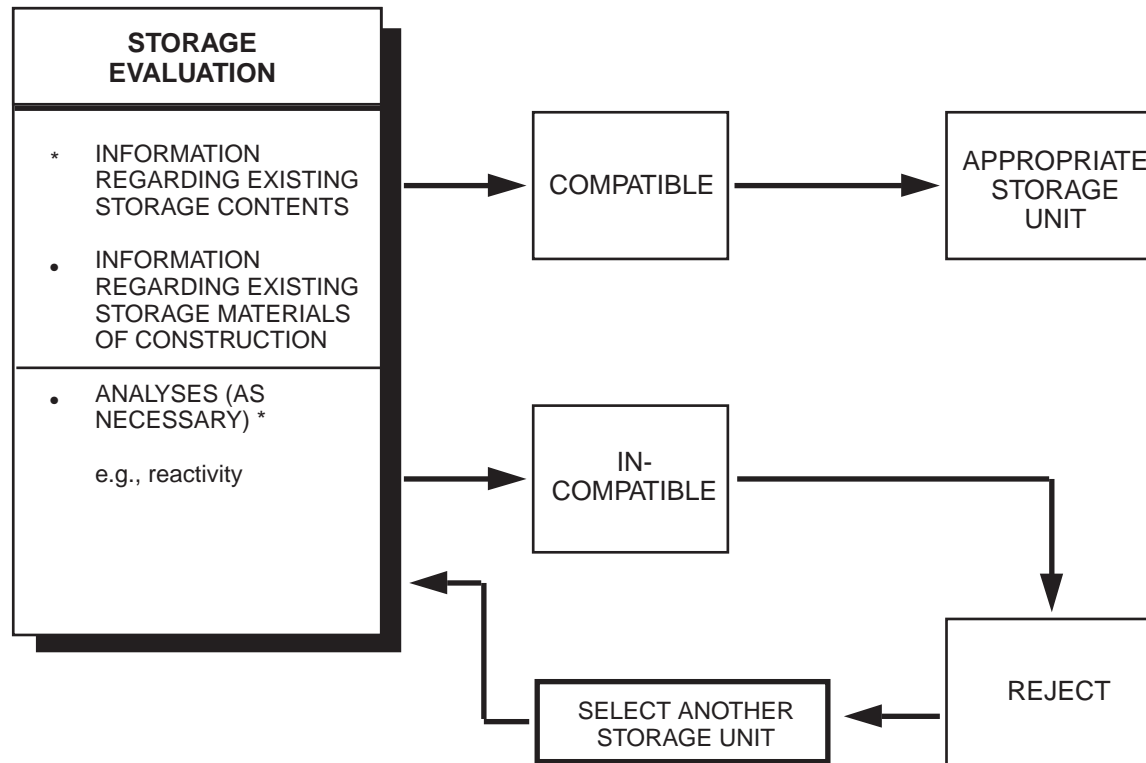 STORAGE
EVALUATION
* INFORMATION
REGARDING EXISTING
STORAGE CONTENTS
• INFORMATION
REGARDING EXISTING
STORAGE MATERIALS
OF CONSTRUCTION
• ANALYSES (AS
NECESSARY) *
e.g., reactivity
COMPATIBLE
APPROPRIATE
STORAGE
UNIT
IN-
COMPATIBLE
REJECT
SELECT ANOTHER
STORAGE UNIT